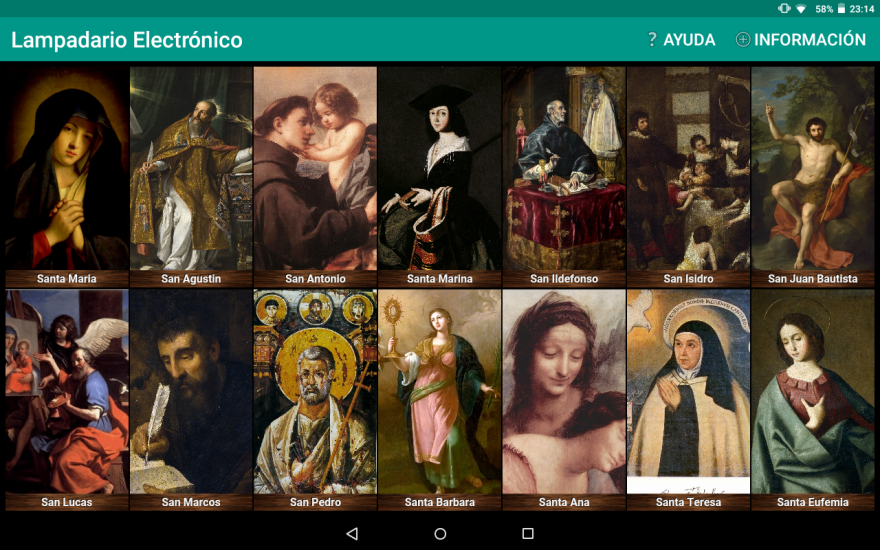 58% 23:14
Lampadario Electrónico
? AYUDA
INFORMACIÓN
Santa Maria
San Agustin
San Antonio
Santa Marina
San Ildefonso
San Isidro
San Juan Bautista
San Lucas
San Marcos
San Pedro
Santa Barbara
Santa Ana
Santa Teresa
Santa Eufemia